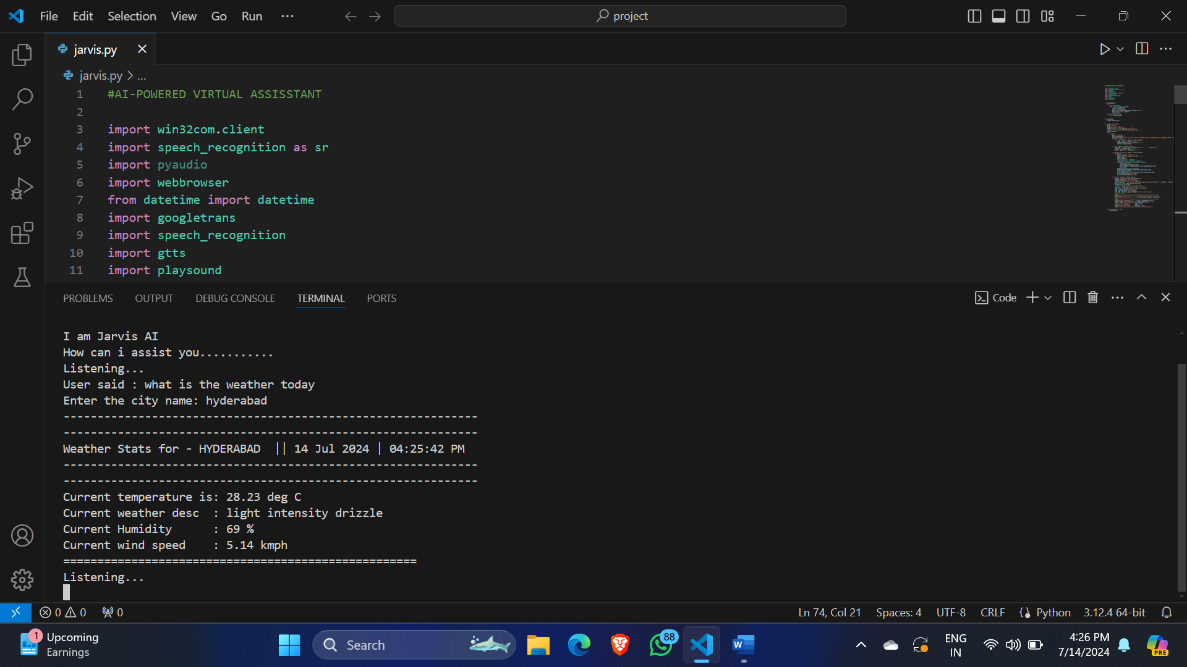 File Edit Selection View Go Run ... project
jarvis.py
jarvis.py > ...
1 #AI-POWERED VIRTUAL ASSISSTANT
2
3 import win32com.client
4 import speech_recognition as sr
5 import pyaudio
6 import webbrowser
7 from datetime import datetime
8 import googletrans
9 import speech_recognition
10 import gtts
11 import playsound
PROBLEMS OUTPUT DEBUG CONSOLE TERMINAL PORTS Code
I am Jarvis AI
How can i assist you...........
Listening...
User said : what is the weather today
Enter the city name: hyderabad
-------------------------------------------------------------
-------------------------------------------------------------
Weather Stats for - HYDERABAD  || 14 Jul 2024 | 04:25:42 PM
-------------------------------------------------------------
-------------------------------------------------------------
Current temperature is: 28.23 deg C
Current weather desc  : light intensity drizzle
Current Humidity      : 69 %
Current wind speed    : 5.14 kmph
====================================================
Listening...
0 0 0 Ln 74, Col 21 Spaces: 4 UTF-8 CRLF Python 3.12.4 64-bit
1 Upcoming
Earnings
Search
88
W
PRE
ENG
IN
4:26 PM
7/14/2024